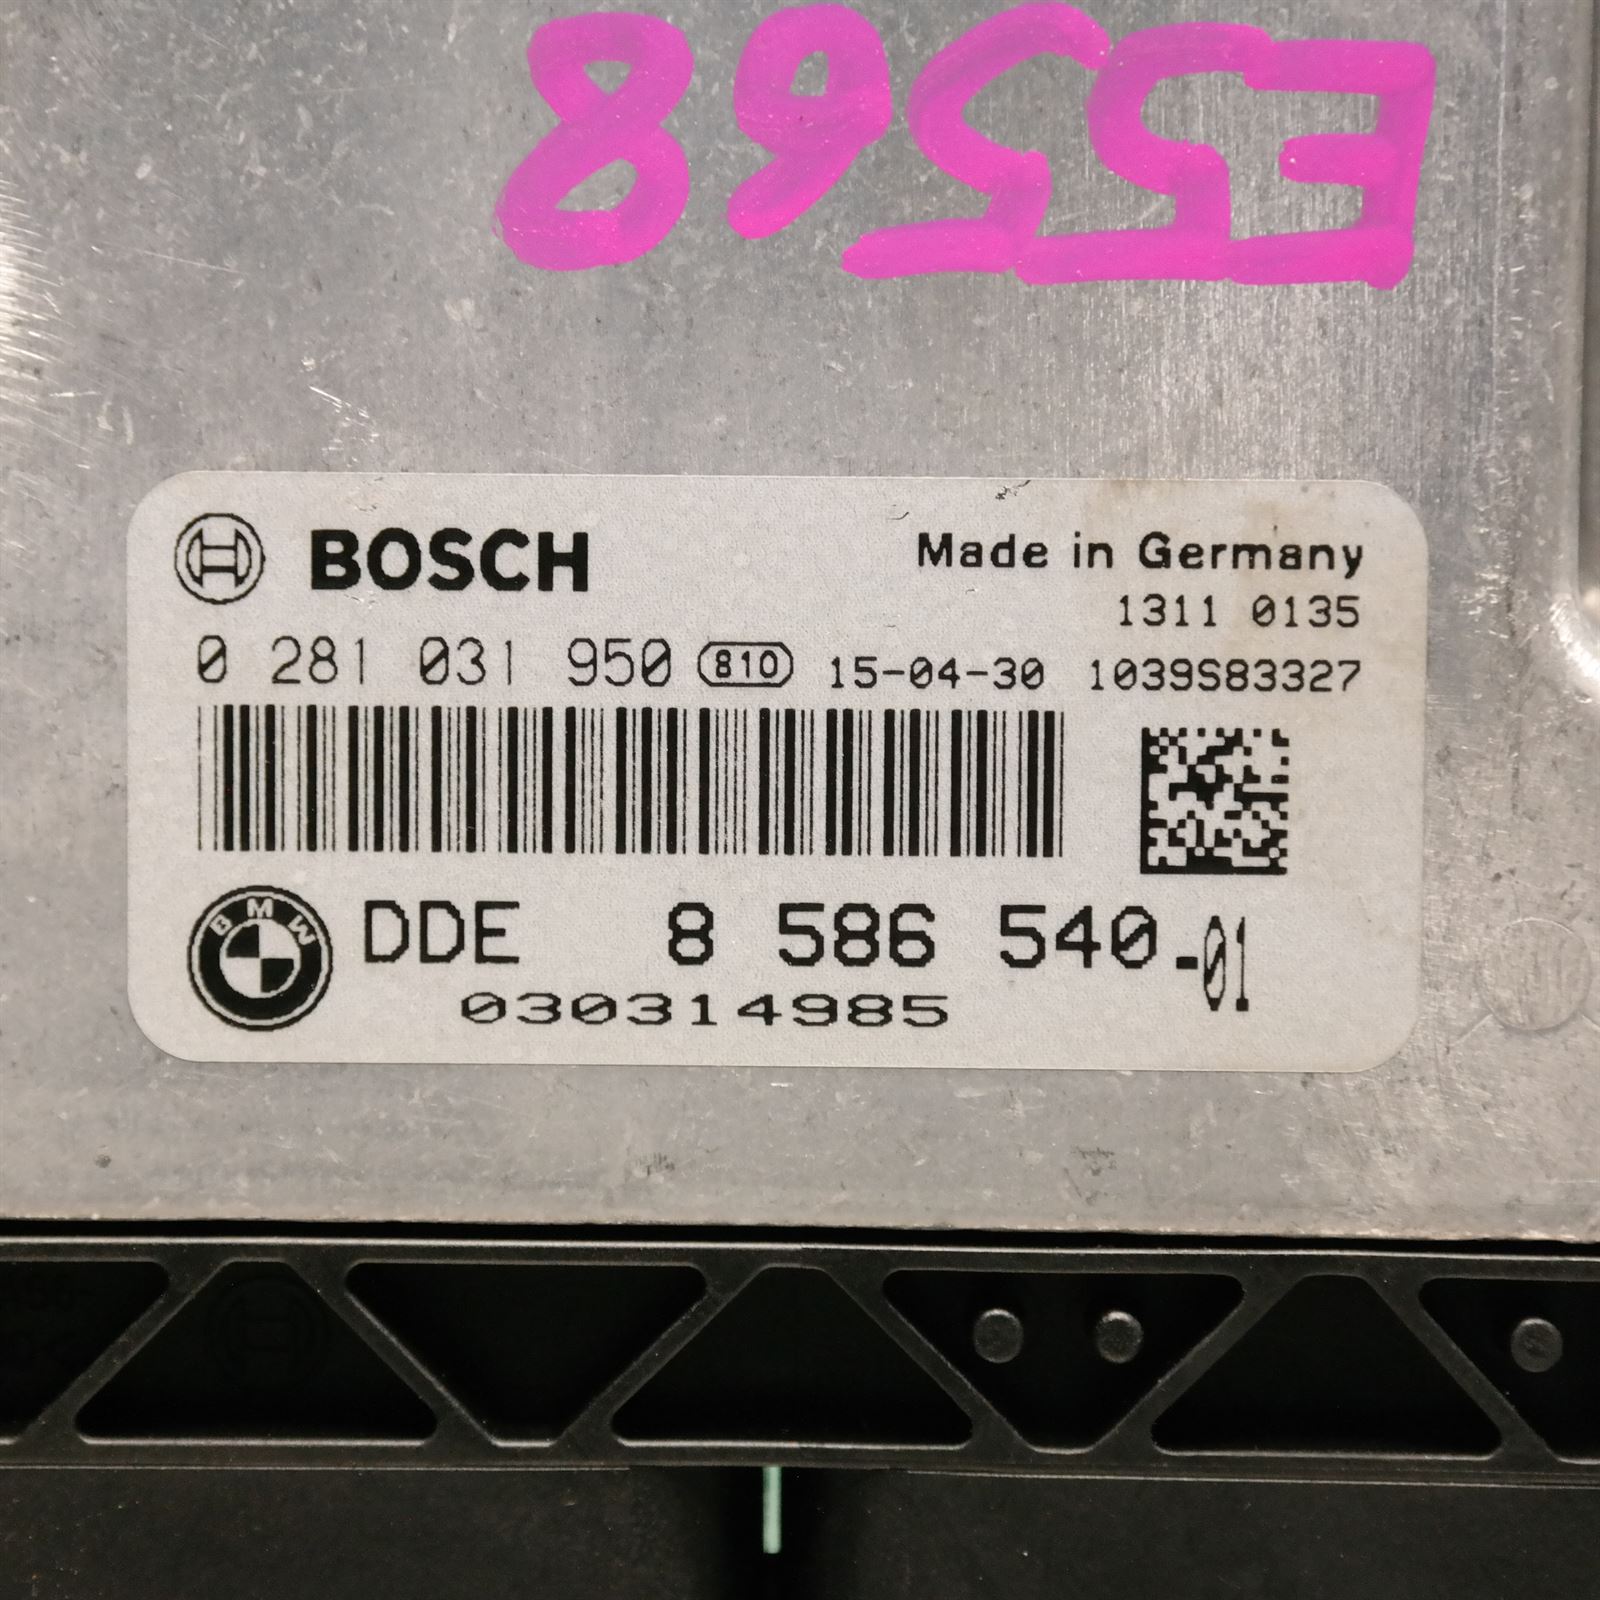 E5568
BOSCH
Made in Germany
1311 0135
0 281 031 950 810 15-04-30 1039S83327
BMW DDE 8 586 540-01
030314985